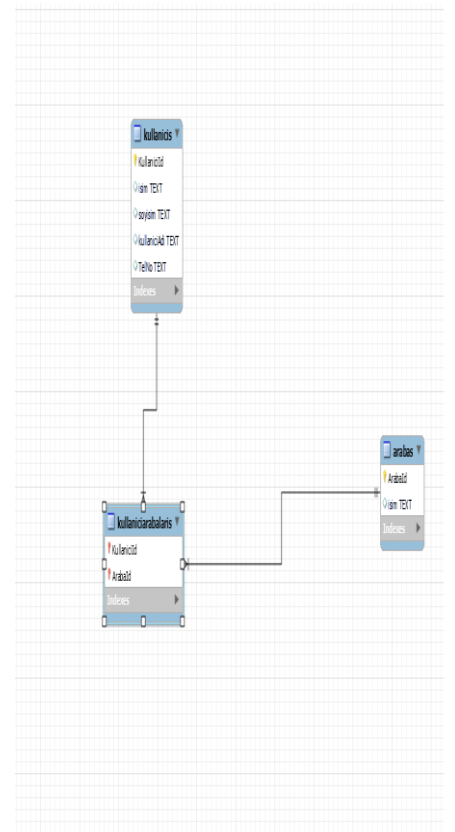 kullanicis
KullaniciId
isim TEXT
soyisim TEXT
kullaniciAdi TEXT
TelNo TEXT
Indexes
arabas
ArabaId
isim TEXT
Indexes
kullaniciarabalaris
KullaniciId
ArabaId
Indexes